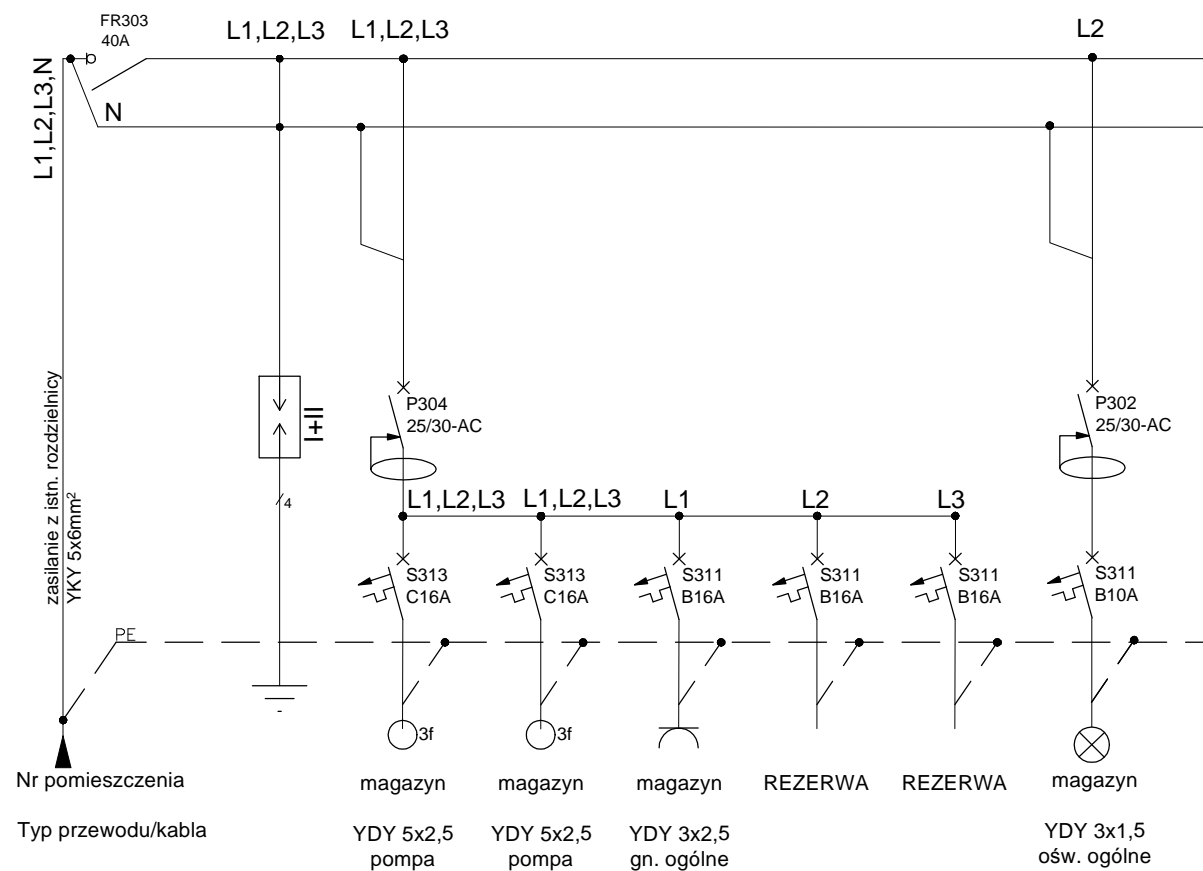 FR303
40A
L1,L2,L3
L1,L2,L3
L2
L1,L2,L3,N
N
zasilanie z istn. rozdzielnicy
YKY 5x6mm²
I+II
4
P304
25/30-AC
P302
25/30-AC
L1,L2,L3
L1,L2,L3
L1
L2
L3
S313
C16A
S313
C16A
S311
B16A
S311
B16A
S311
B16A
S311
B10A
PE
3f
3f
Nr pomieszczenia
magazyn
magazyn
magazyn
REZERWA
REZERWA
magazyn
Typ przewodu/kabla
YDY 5x2,5
pompa
YDY 5x2,5
pompa
YDY 3x2,5
gn. ogólne
YDY 3x1,5
ośw. ogólne